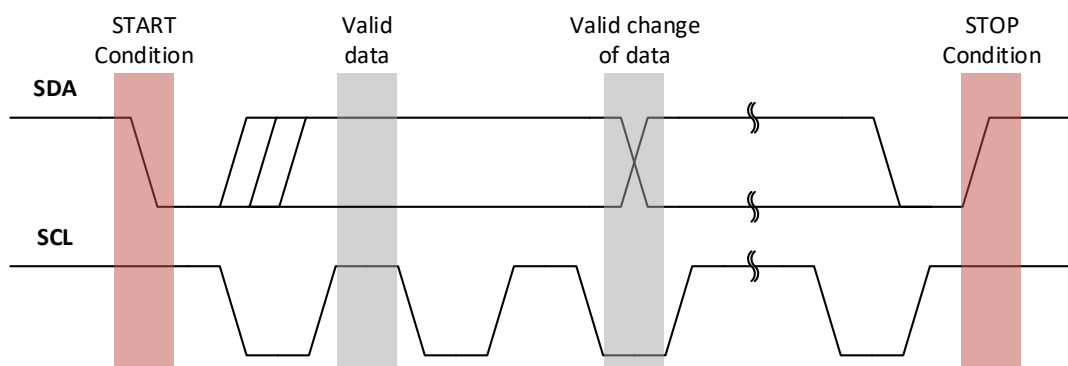 START
Condition
Valid
data
Valid change
of data
STOP
Condition
SDA
SCL